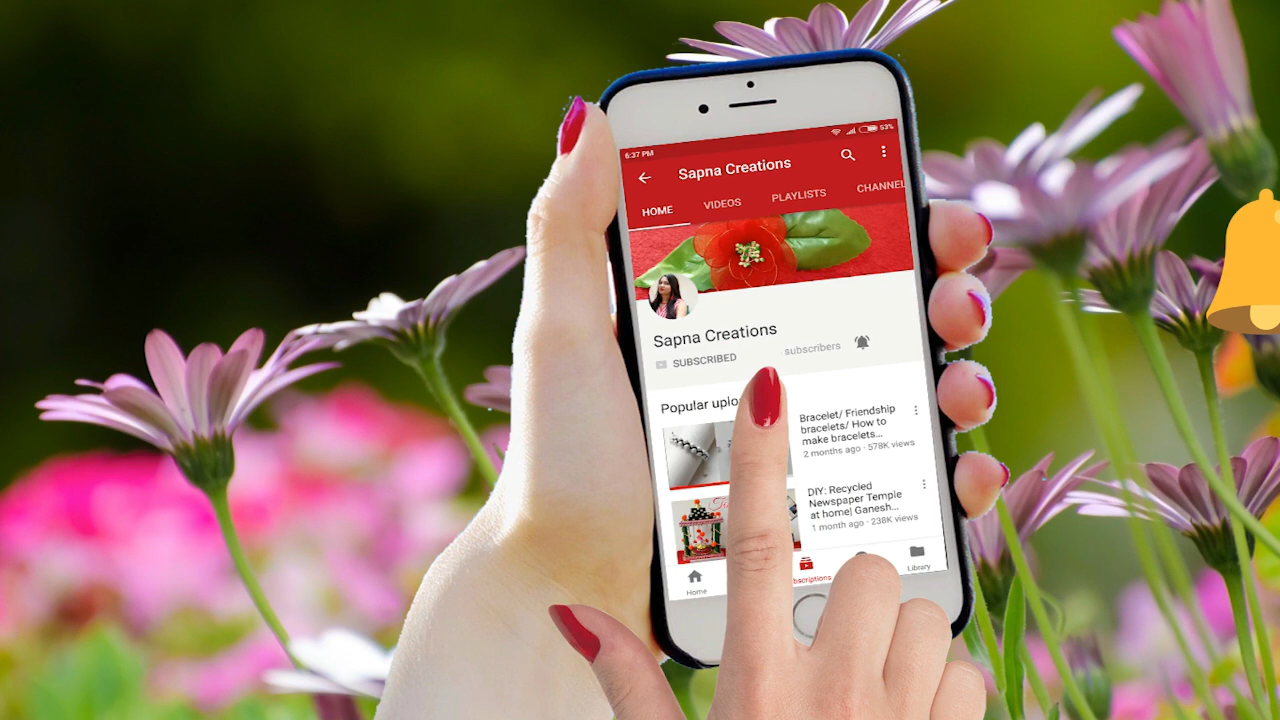 6:37 PM
53%
Sapna Creations
HOME VIDEOS PLAYLISTS CHANNEL
Sapna Creations
SUBSCRIBED subscribers
Popular uplo
Bracelet/ Friendship
bracelets/ How to
make bracelets...
2 months ago · 578K views
DIY: Recycled
Newspaper Temple
at home| Ganesh...
1 month ago · 238K views
Home
bscriptions
Library